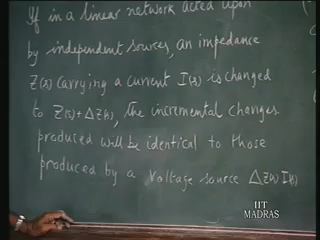 If in a linear network acted upon
by independent sources, an impedance
Z(s) carrying a current I(s) is changed
to Z(s) + ΔZ(s), the incremental changes
produced will be identical to those
produced by a voltage source ΔZ(s) I(s)
IIT
MADRAS